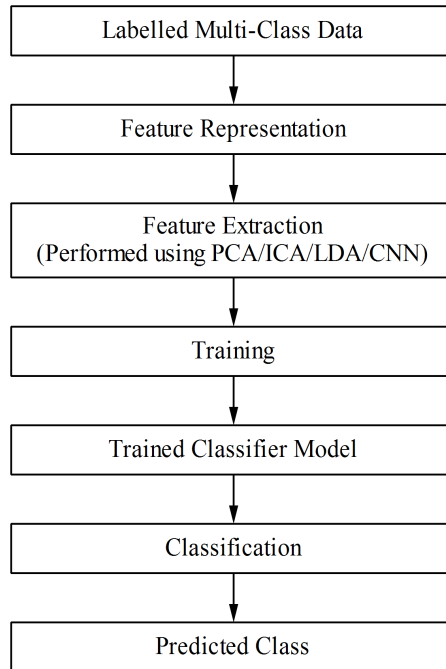 Labelled Multi-Class Data
Feature Representation
Feature Extraction
(Performed using PCA/ICA/LDA/CNN)
Training
Trained Classifier Model
Classification
Predicted Class